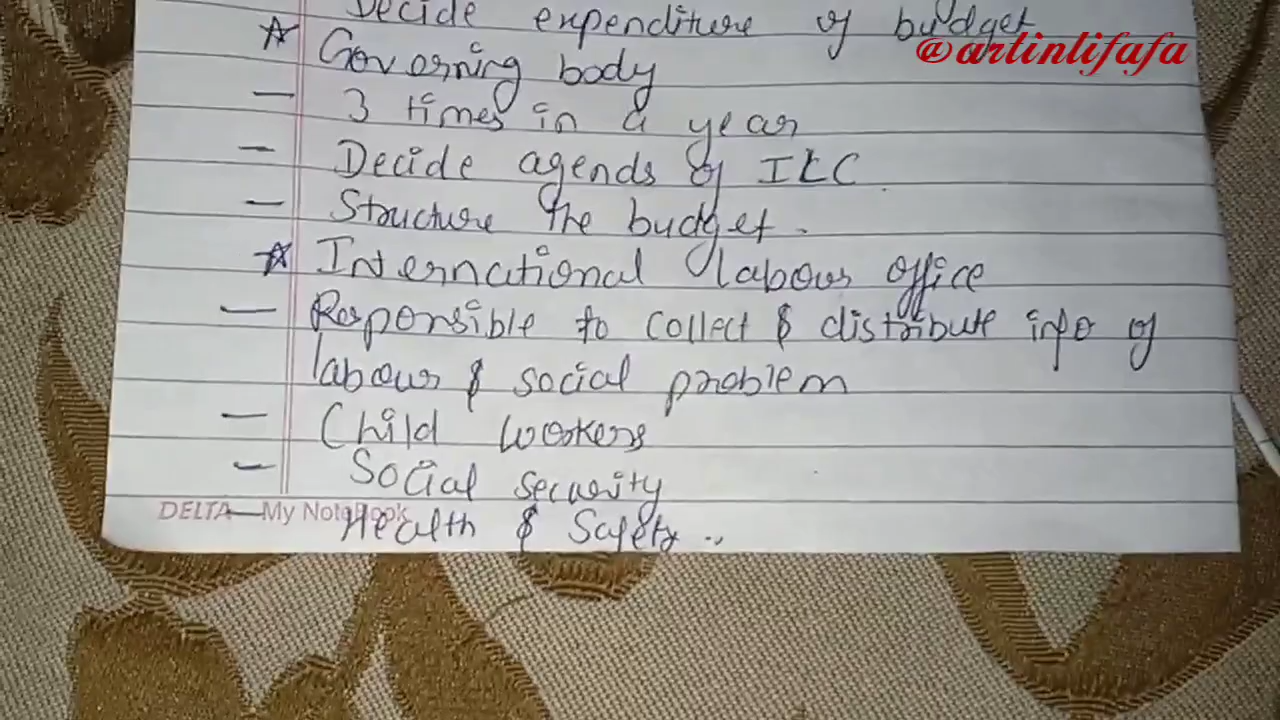 Decide expenditure of budget
@artinlifafa
☆ Governing body
— 3 times in a year
— Decide agends of ILC
— Structure the budget.
☆ International labour office
— Responsible to collect & distribute info of
labour & social problem
— Child workers
— Social security
DELTA My NoteBook
— Health & Safety..